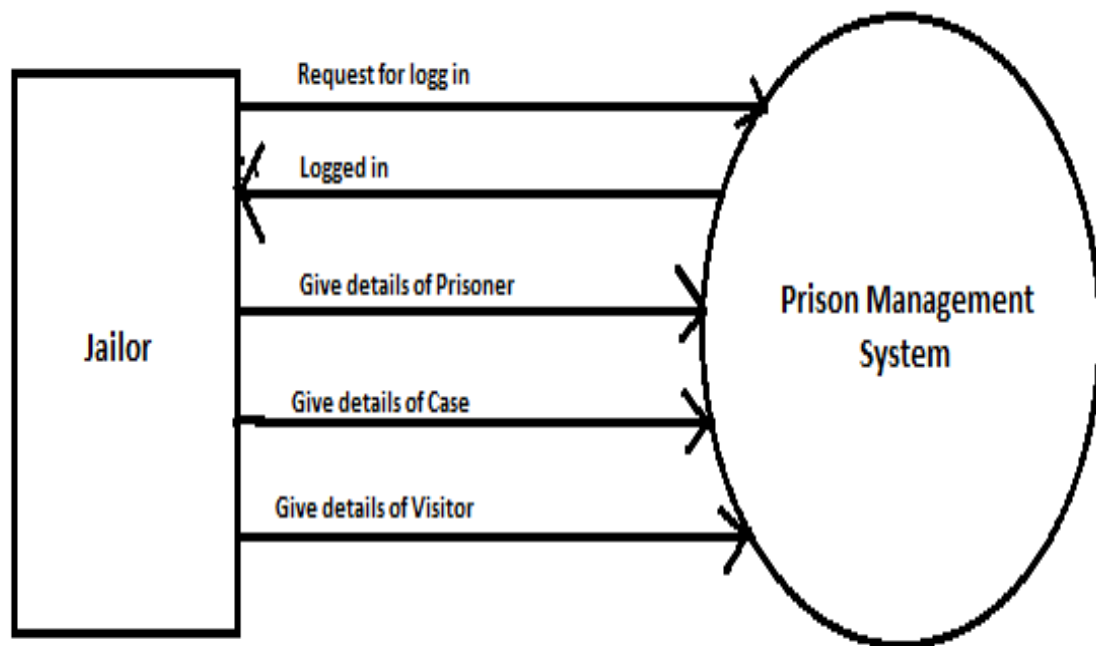 Request for logg in
Logged in
Give details of Prisoner
Jailor
Prison Management
System
Give details of Case
Give details of Visitor